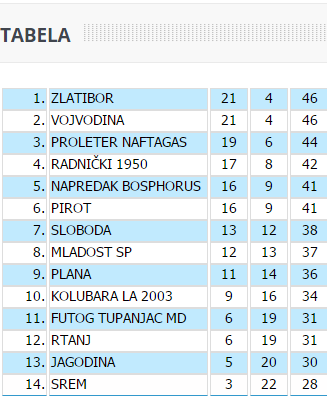 TABELA
1. ZLATIBOR 21 4 46
2. VOJVODINA 21 4 46
3. PROLETER NAFTAGAS 19 6 44
4. RADNIČKI 1950 17 8 42
5. NAPREDAK BOSPHORUS 16 9 41
6. PIROT 16 9 41
7. SLOBODA 13 12 38
8. MLADOST SP 12 13 37
9. PLANA 11 14 36
10. KOLUBARA LA 2003 9 16 34
11. FUTOG TUPANJAC MD 6 19 31
12. RTANJ 6 19 31
13. JAGODINA 5 20 30
14. SREM 3 22 28